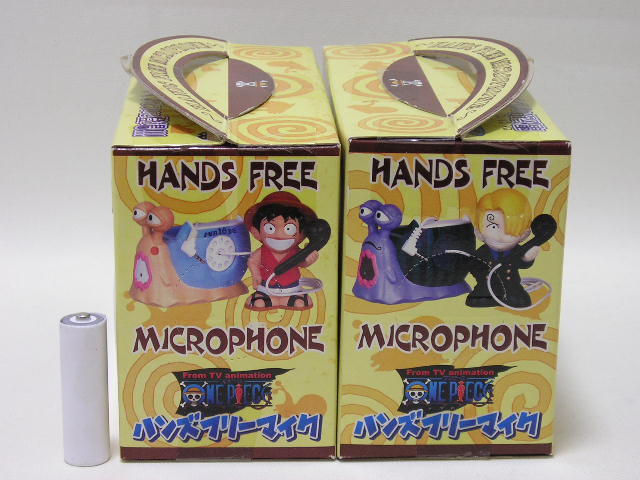 HANDS FREE
MICROPHONE
From TV animation
ONE PIECE
ハンズフリーマイク
HANDS FREE
MICROPHONE
From TV animation
ONE PIECE
ハンズフリーマイク